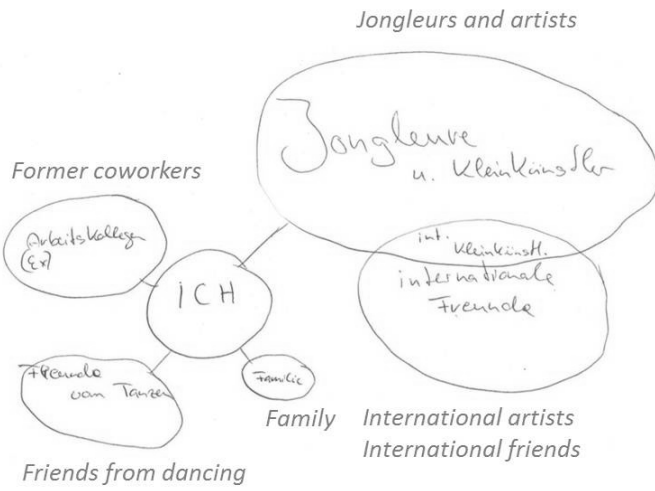 Jongleurs and artists
Jongleure
u. Kleinkünstler
Former coworkers
Arbeitskollegen
(Ex)
int.
Kleinkünstl.
internationale
Freunde
ICH
Freunde
vom Tanzen
Familie
Family
International artists
International friends
Friends from dancing